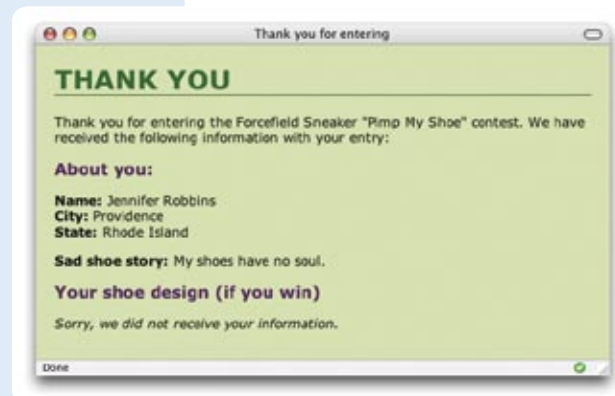 Thank you for entering
THANK YOU
Thank you for entering the Forcefield Sneaker "Pimp My Shoe" contest. We have
received the following information with your entry:
About you:
Name: Jennifer Robbins
City: Providence
State: Rhode Island
Sad shoe story: My shoes have no soul.
Your shoe design (if you win)
Sorry, we did not receive your information.
Done